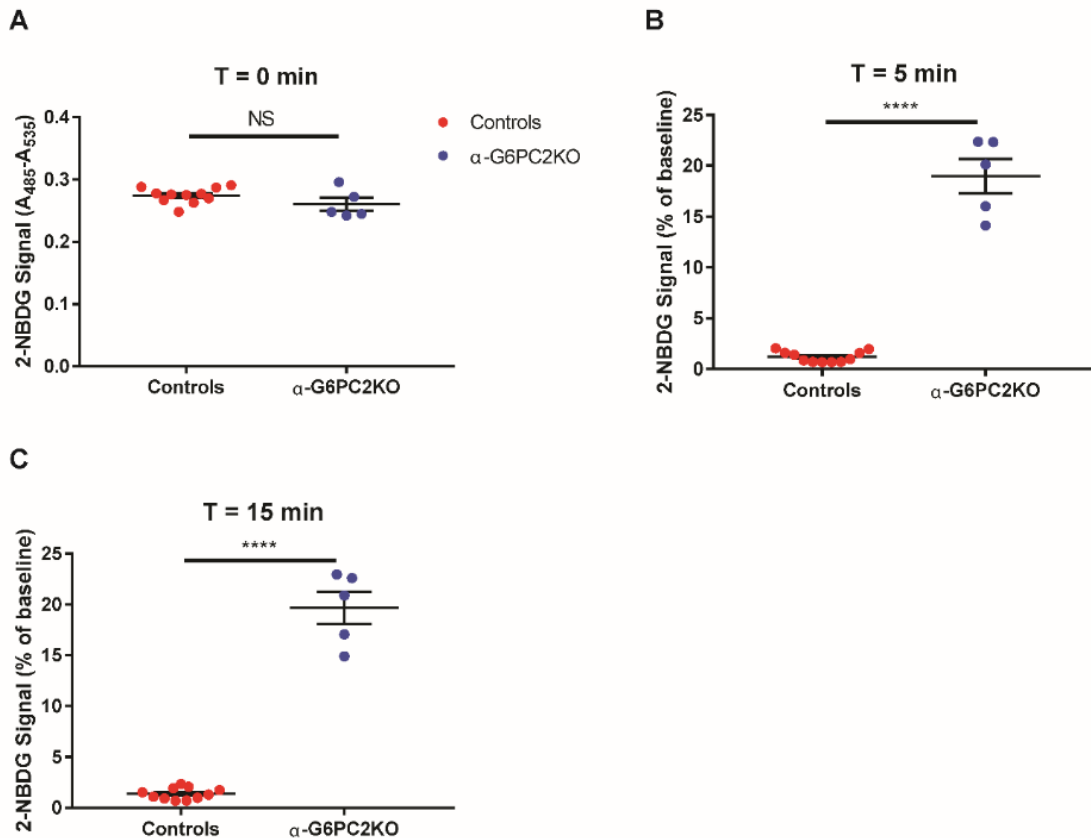 A
T = 0 min
NS
2-NBDG Signal (A485-A535)
0.4
0.3
0.2
0.1
0.0
Controls
α-G6PC2KO
Controls
α-G6PC2KO
B
T = 5 min
****
2-NBDG Signal (% of baseline)
25
20
15
10
5
0
Controls
α-G6PC2KO
C
T = 15 min
****
2-NBDG Signal (% of baseline)
25
20
15
10
5
0
Controls
α-G6PC2KO